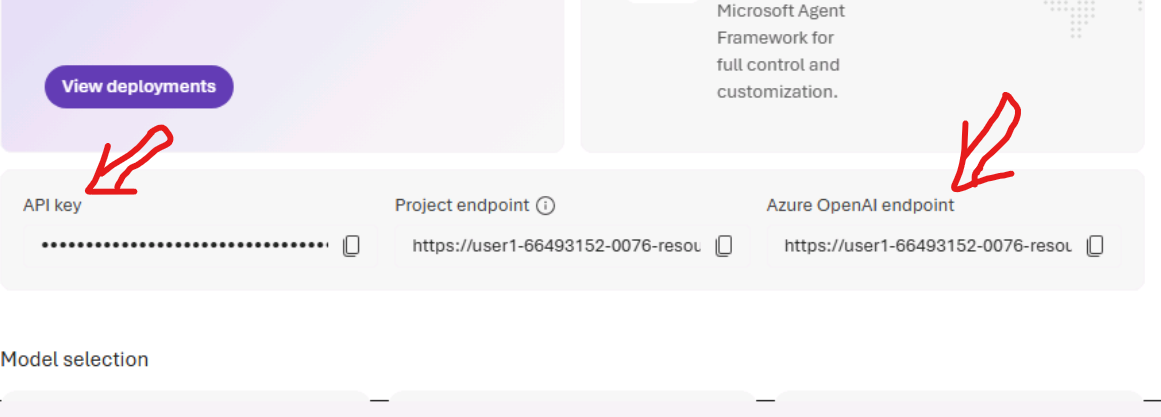 Microsoft Agent
Framework for
full control and
customization.
View deployments
API key
Project endpoint
Azure OpenAI endpoint
••••••••••••••••••••••••••••••••
https://user1-66493152-0076-resou
https://user1-66493152-0076-resou
Model selection